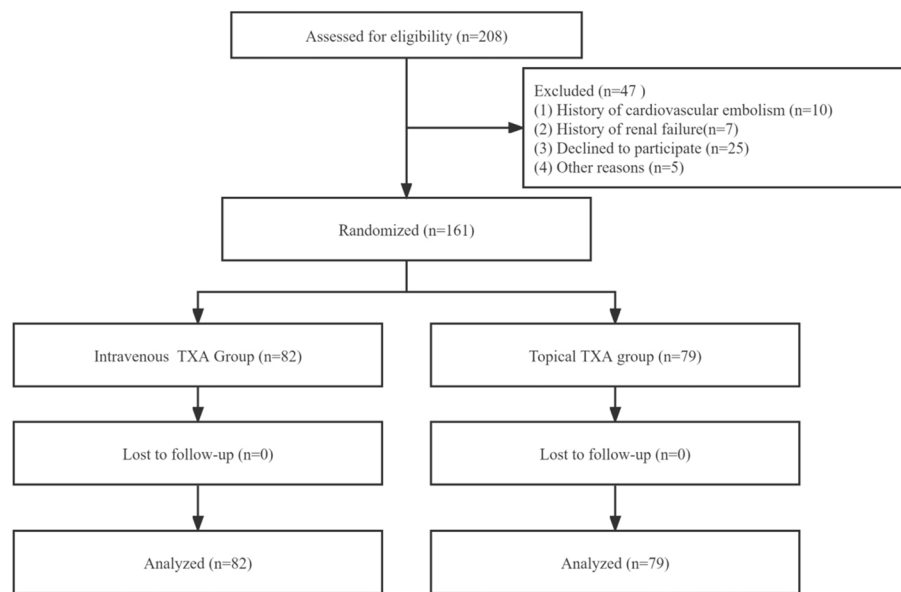 Assessed for eligibility (n=208)
Excluded (n=47 )
(1) History of cardiovascular embolism (n=10)
(2) History of renal failure(n=7)
(3) Declined to participate (n=25)
(4) Other reasons (n=5)
Randomized (n=161)
Intravenous  TXA Group (n=82)
Topical TXA group (n=79)
Lost to follow-up (n=0)
Lost to follow-up (n=0)
Analyzed (n=82)
Analyzed (n=79)